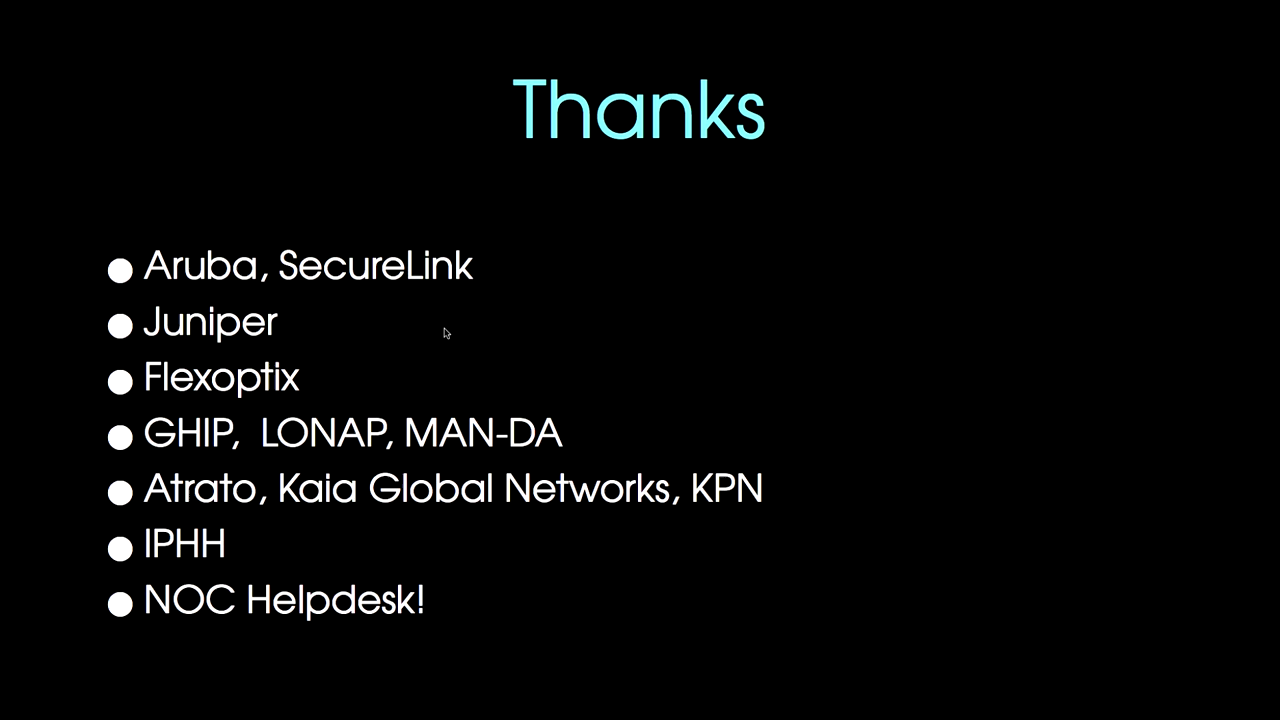 Thanks
● Aruba, SecureLink
● Juniper
● Flexoptix
● GHIP, LONAP, MAN-DA
● Atrato, Kaia Global Networks, KPN
● IPHH
● NOC Helpdesk!